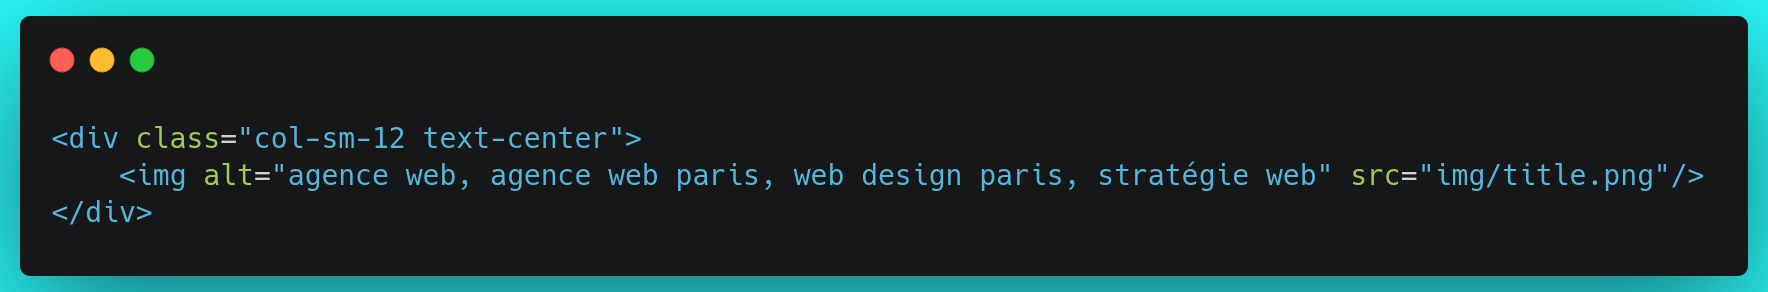 <div class="col-sm-12 text-center">
    <img alt="agence web, agence web paris, web design paris, stratégie web" src="img/title.png"/>
</div>